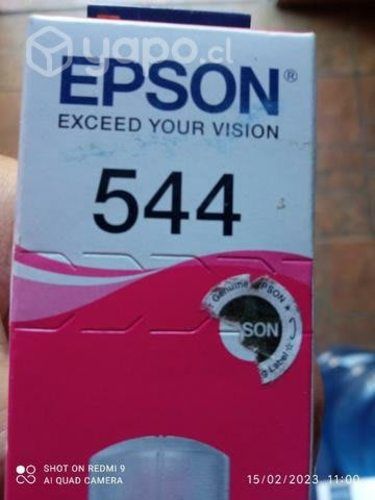 yapo.cl
EPSON®
EXCEED YOUR VISION
544
Genuine EPSON
SON
Label
SHOT ON REDMI 9
AI QUAD CAMERA
15/02/2023 11:00